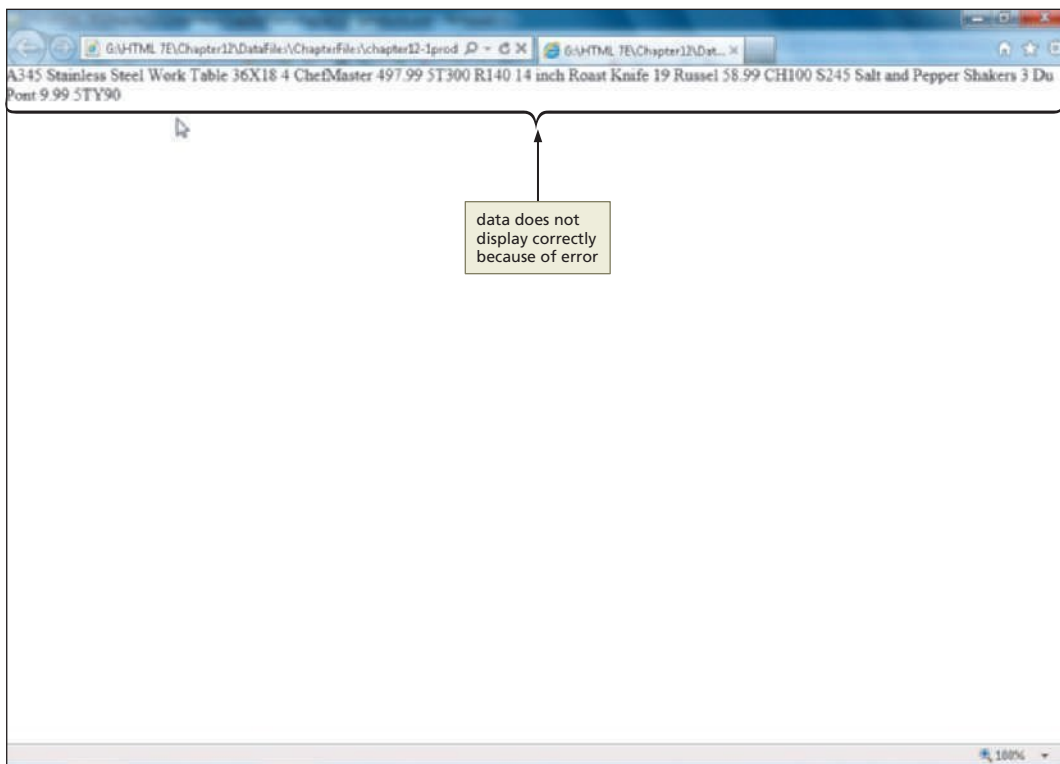 G:\HTML 7E\Chapter12\DataFiles\ChapterFiles\chapter12-1prod
G:\HTML 7E\Chapter12\Dat...
A345 Stainless Steel Work Table 36X18 4 ChefMaster 497.99 5T300 R140 14 inch Roast Knife 19 Russel 58.99 CH100 S245 Salt and Pepper Shakers 3 Du
Pont 9.99 5TY90
data does not
display correctly
because of error
100%